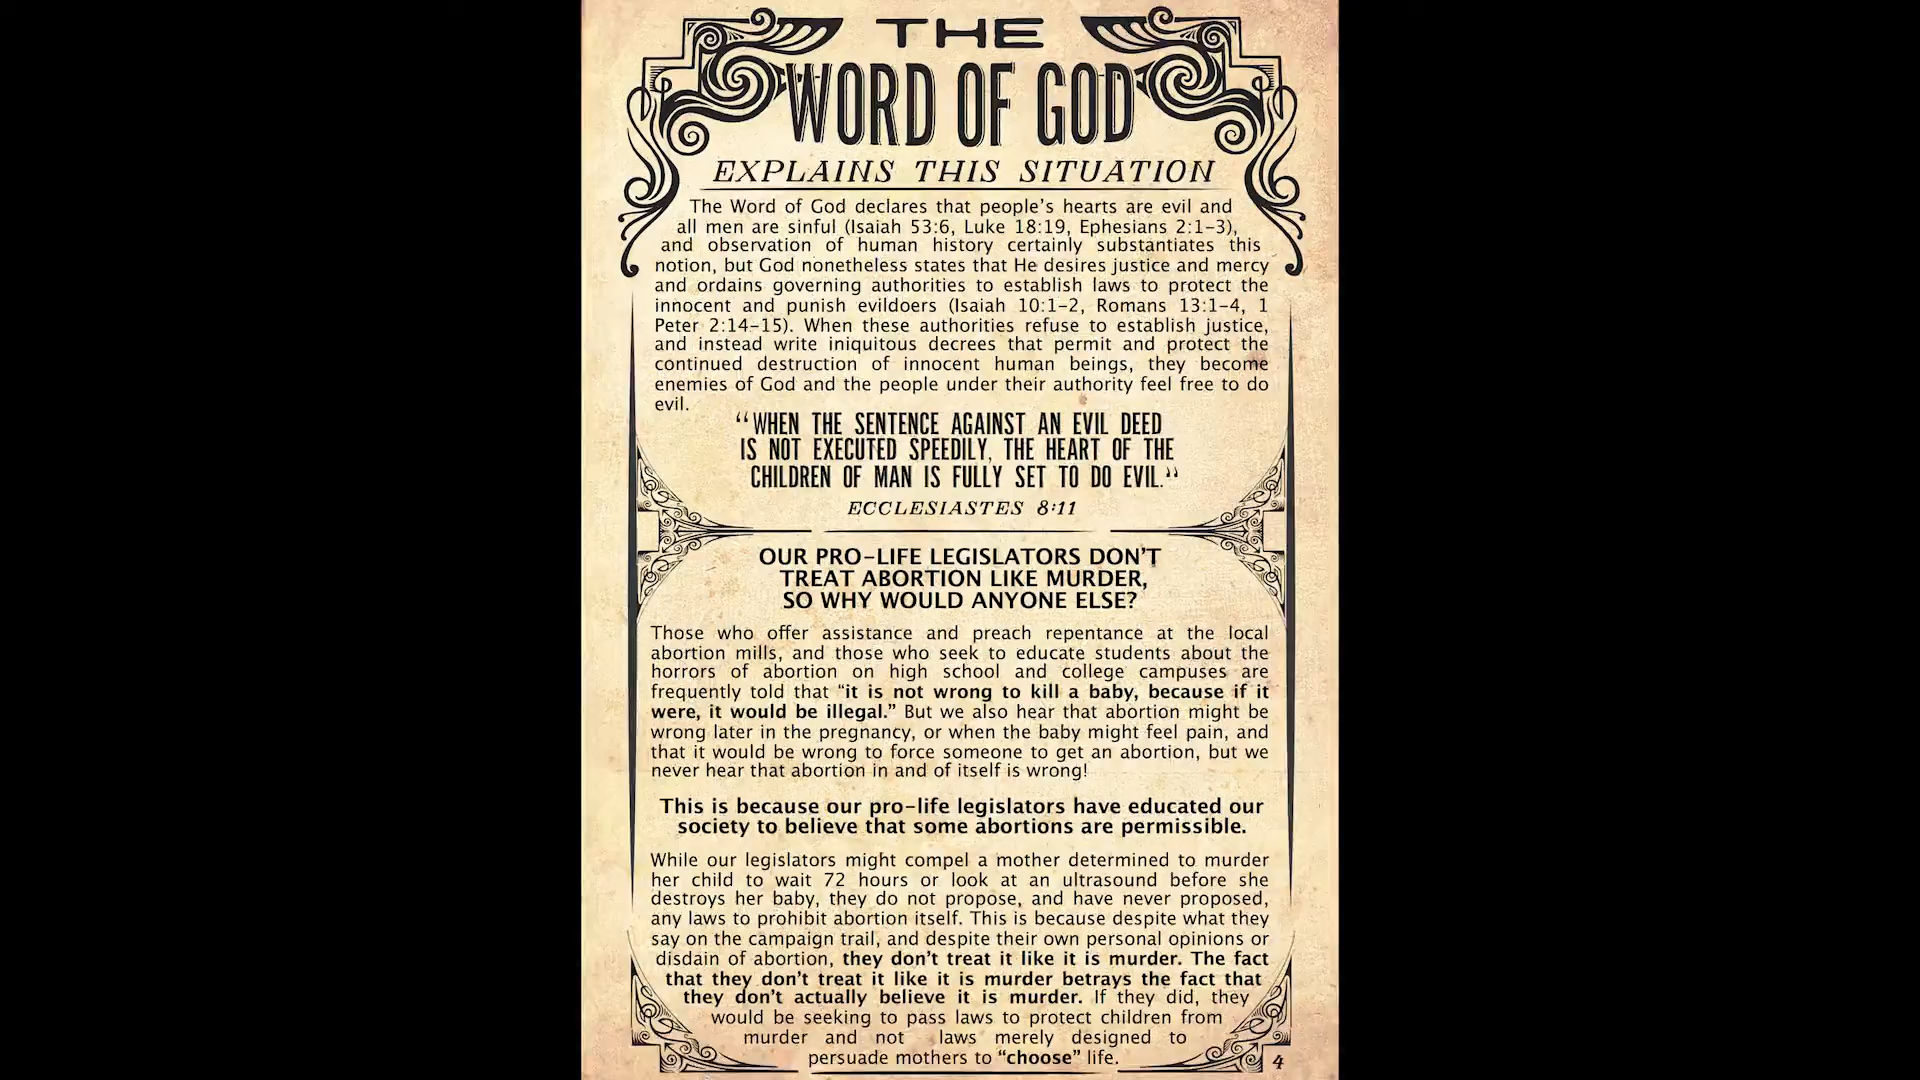 THE
WORD OF GOD
EXPLAINS THIS SITUATION
The Word of God declares that people's hearts are evil and
all men are sinful (Isaiah 53:6, Luke 18:19, Ephesians 2:1-3),
and observation of human history certainly substantiates this
notion, but God nonetheless states that He desires justice and mercy
and ordains governing authorities to establish laws to protect the
innocent and punish evildoers (Isaiah 10:1-2, Romans 13:1-4, 1
Peter 2:14-15). When these authorities refuse to establish justice,
and instead write iniquitous decrees that permit and protect the
continued destruction of innocent human beings, they become
enemies of God and the people under their authority feel free to do
evil.
“WHEN THE SENTENCE AGAINST AN EVIL DEED
IS NOT EXECUTED SPEEDILY, THE HEART OF THE
CHILDREN OF MAN IS FULLY SET TO DO EVIL.”
ECCLESIASTES 8:11
OUR PRO-LIFE LEGISLATORS DON'T
TREAT ABORTION LIKE MURDER,
SO WHY WOULD ANYONE ELSE?
Those who offer assistance and preach repentance at the local
abortion mills, and those who seek to educate students about the
horrors of abortion on high school and college campuses are
frequently told that “it is not wrong to kill a baby, because if it
were, it would be illegal.” But we also hear that abortion might be
wrong later in the pregnancy, or when the baby might feel pain, and
that it would be wrong to force someone to get an abortion, but we
never hear that abortion in and of itself is wrong!
This is because our pro-life legislators have educated our
society to believe that some abortions are permissible.
While our legislators might compel a mother determined to murder
her child to wait 72 hours or look at an ultrasound before she
destroys her baby, they do not propose, and have never proposed,
any laws to prohibit abortion itself. This is because despite what they
say on the campaign trail, and despite their own personal opinions or
disdain of abortion, they don't treat it like it is murder. The fact
that they don't treat it like it is murder betrays the fact that
they don't actually believe it is murder. If they did, they
would be seeking to pass laws to protect children from
murder and not laws merely designed to
persuade mothers to “choose” life.
4